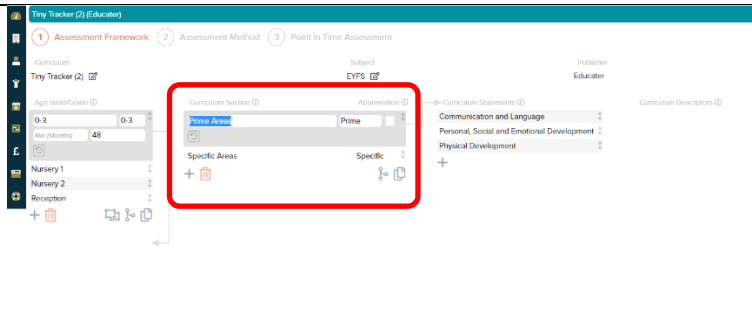 Tiny Tracker (2) (Educater)
1 Assessment Framework 2 Assessment Method 3 Point In Time Assessment
Curriculum Subject Publisher
Tiny Tracker (2) EYFS Educater
Age band/Grade Curriculum Section Abbreviation Curriculum Statements Curriculum Descriptors
0-3 0-3 Prime Areas Prime Communication and Language
Min (Months) 48 Personal, Social and Emotional Development
Physical Development
Specific Areas Specific
Nursery 1
Nursery 2
Reception